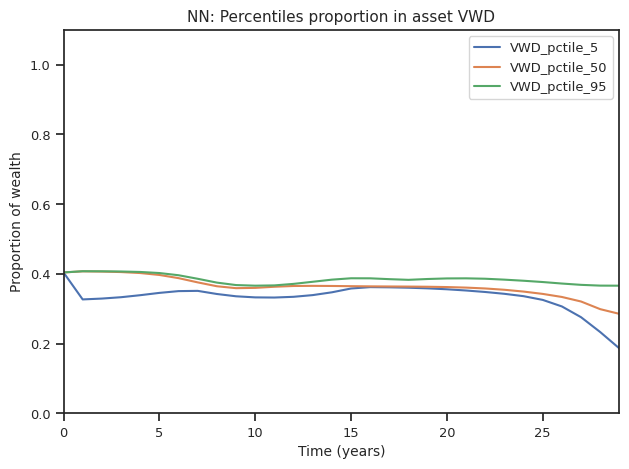 NN: Percentiles proportion in asset VWD
VWD_pctile_5
VWD_pctile_50
VWD_pctile_95
Proportion of wealth
1.0
0.8
0.6
0.4
0.2
0.0
0
5
10
15
20
25
Time (years)